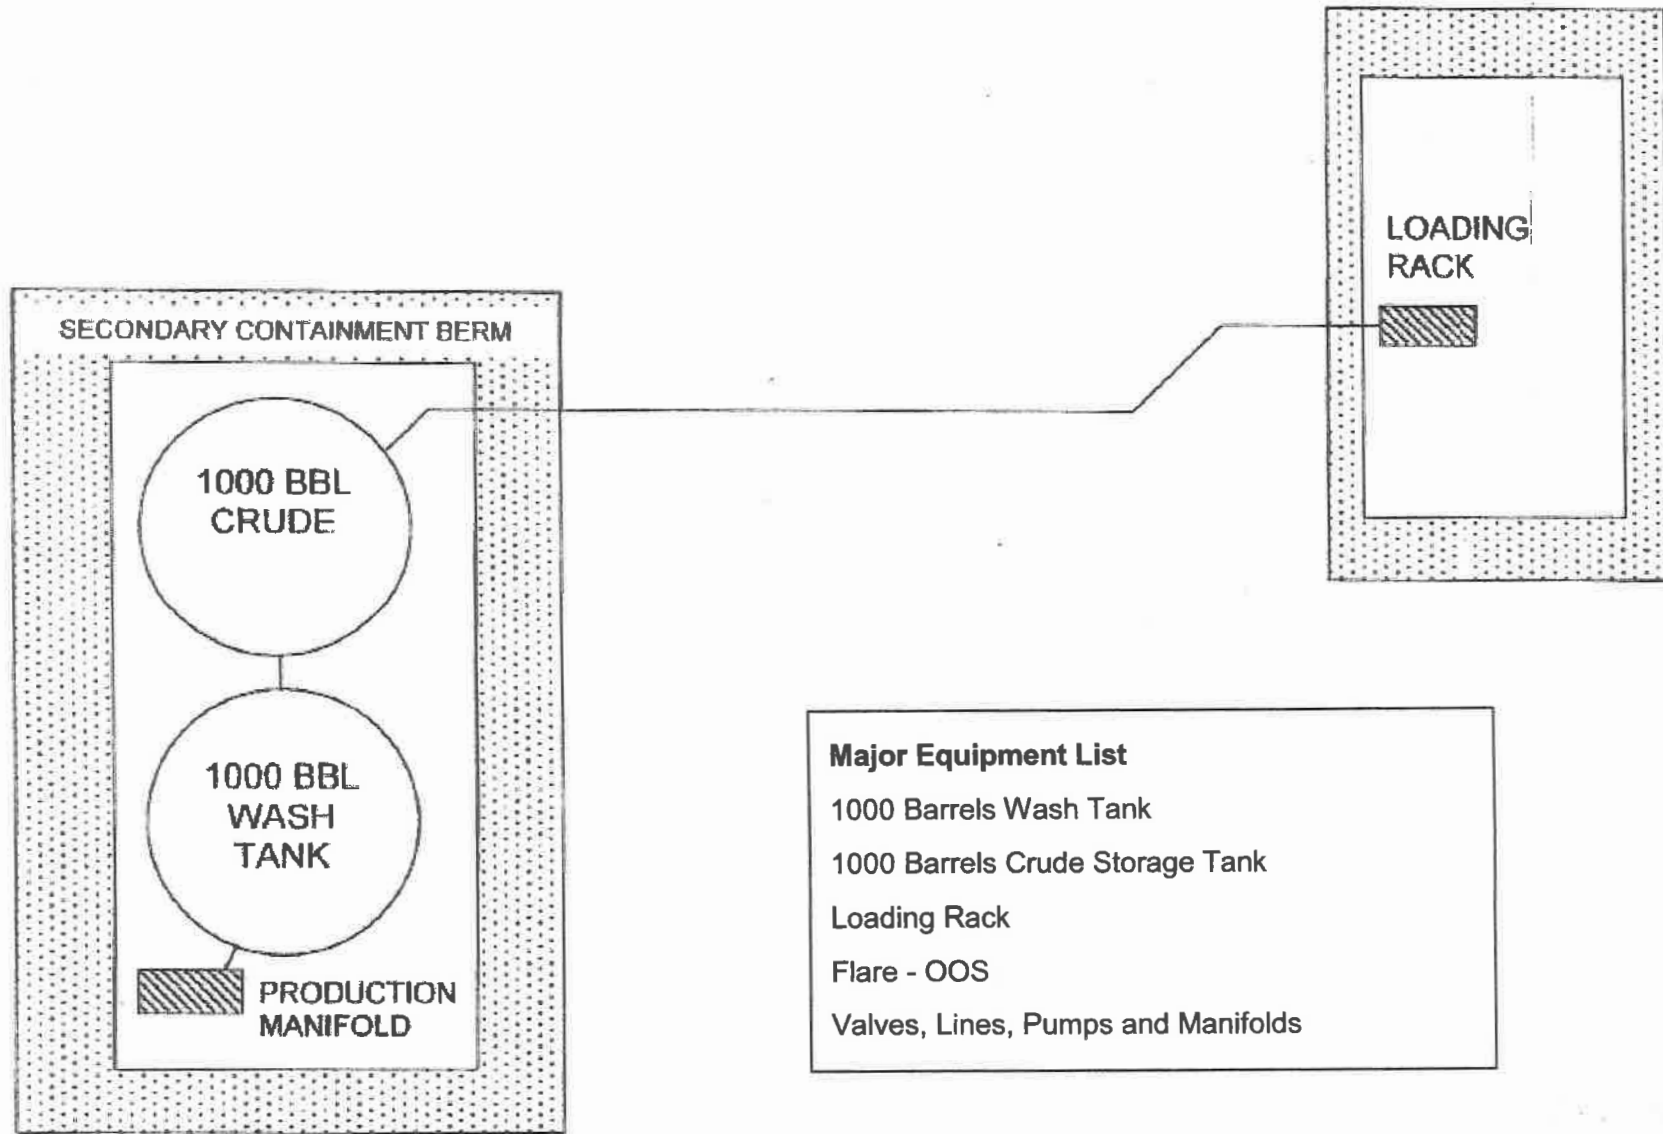 LOADING
RACK
SECONDARY CONTAINMENT BERM
1000 BBL
CRUDE
1000 BBL
WASH
TANK
PRODUCTION
MANIFOLD
Major Equipment List
1000 Barrels Wash Tank
1000 Barrels Crude Storage Tank
Loading Rack
Flare - OOS
Valves, Lines, Pumps and Manifolds